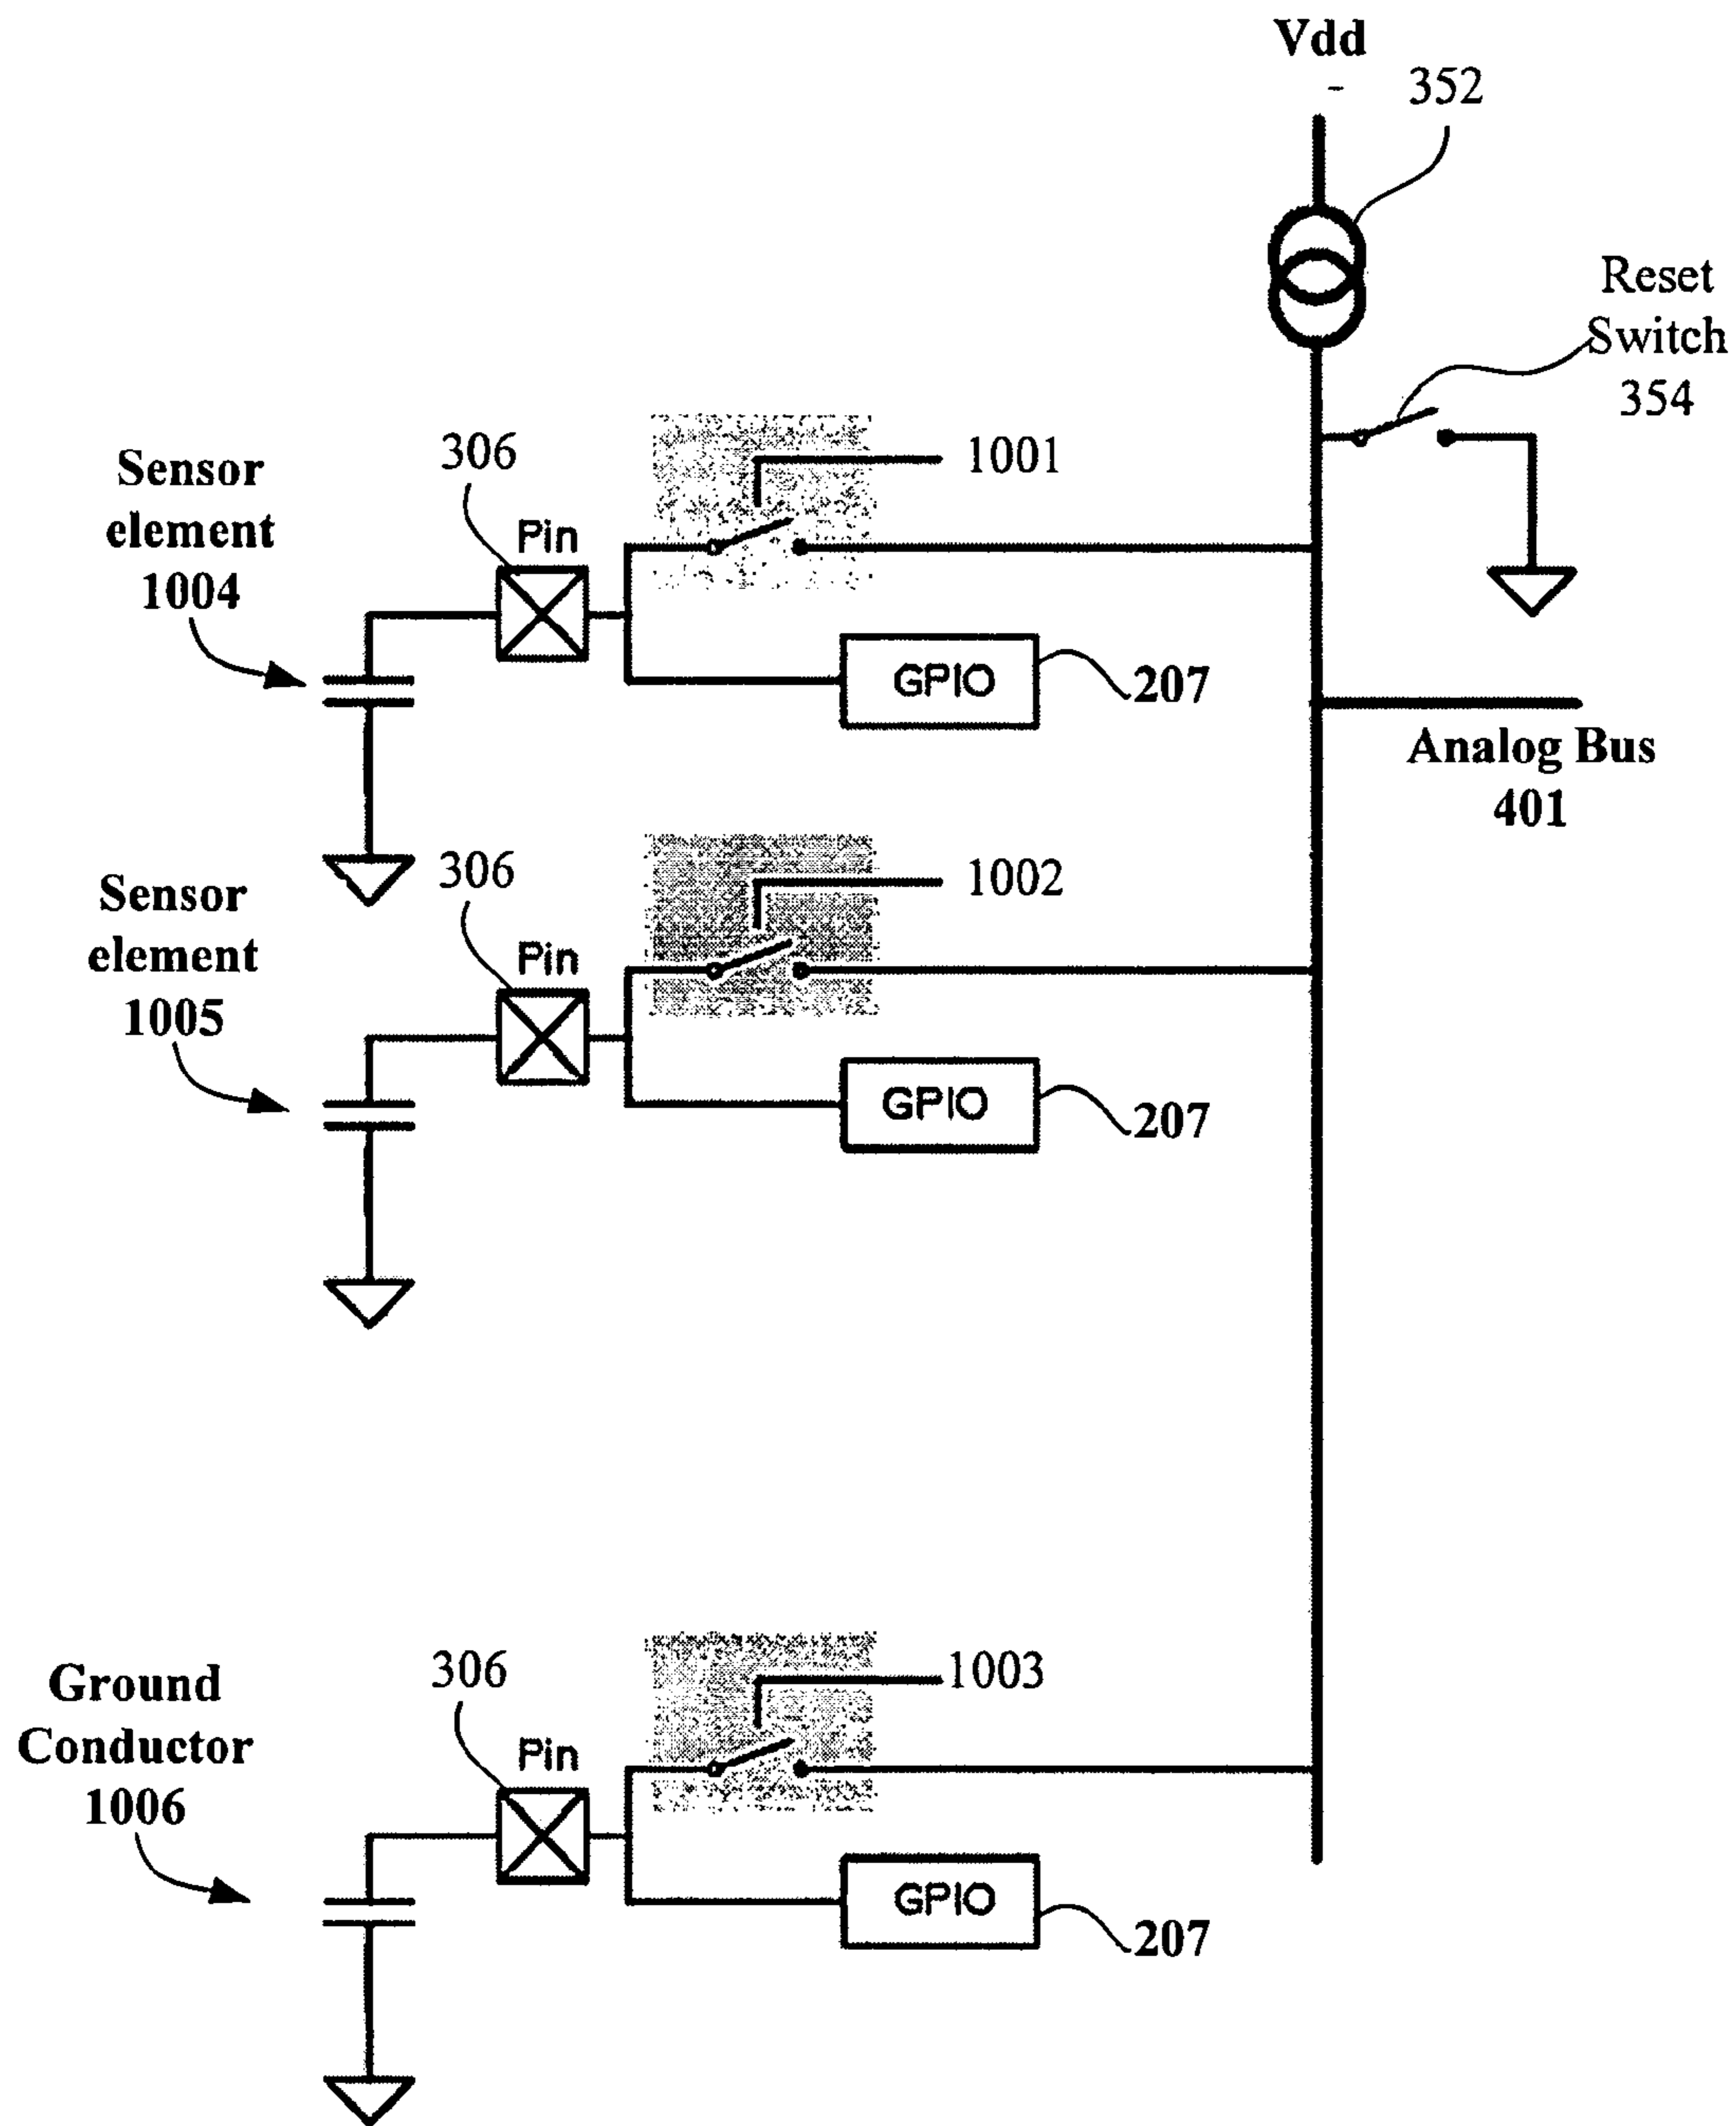 Vdd
352
Reset
Switch
354
306
1001
Sensor
element
1004
Pin
GPIO
207
Analog Bus
401
306
1002
Sensor
element
1005
Pin
GPIO
207
306
1003
Ground
Conductor
1006
Pin
GPIO
207